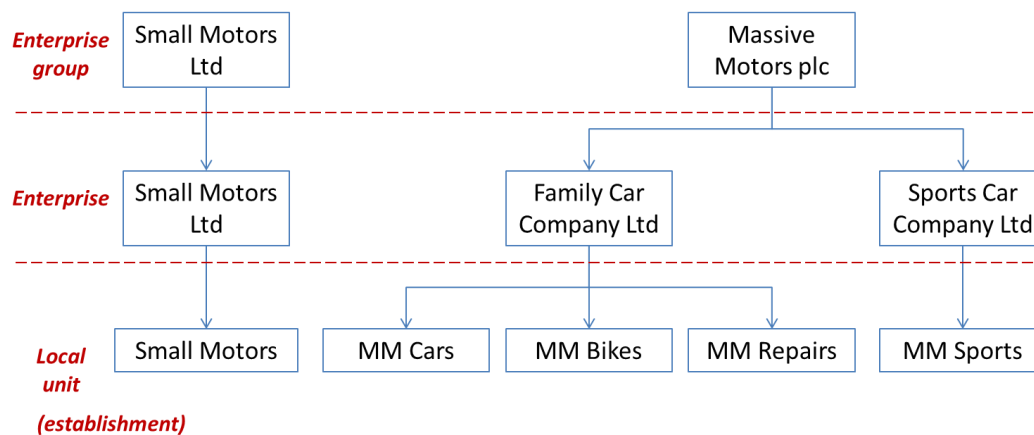 Enterprise
group
Small Motors
Ltd
Massive
Motors plc
Enterprise
Small Motors
Ltd
Family Car
Company Ltd
Sports Car
Company Ltd
Local
unit
(establishment)
Small Motors
MM Cars
MM Bikes
MM Repairs
MM Sports